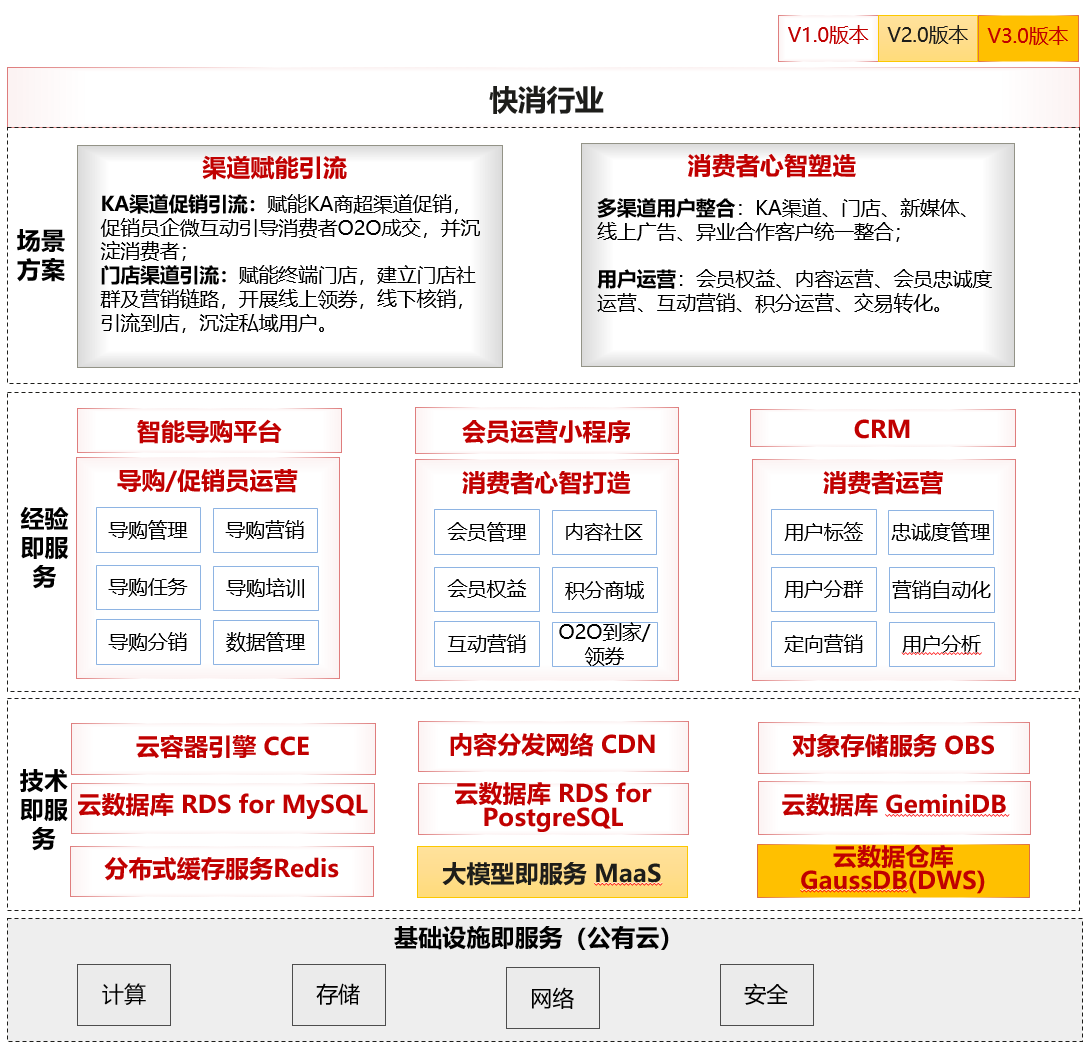 V1.0版本
V2.0版本
V3.0版本
快消行业
场景
方案
渠道赋能引流
KA渠道促销引流：赋能KA商超渠道促销，
促销员企微互动引导消费者O2O成交，并沉
淀消费者；
门店渠道引流：赋能终端门店，建立门店社
群及营销链路，开展线上领券，线下核销，
引流到店，沉淀私域用户。
消费者心智塑造
多渠道用户整合：KA渠道、门店、新媒体、
线上广告、异业合作客户统一整合；
用户运营：会员权益、内容运营、会员忠诚度
运营、互动营销、积分运营、交易转化。
经验
即服
务
智能导购平台
导购/促销员运营
导购管理
导购营销
导购任务
导购培训
导购分销
数据管理
会员运营小程序
消费者心智打造
会员管理
内容社区
会员权益
积分商城
互动营销
O2O到家/
领券
CRM
消费者运营
用户标签
忠诚度管理
用户分群
营销自动化
定向营销
用户分析
技术
即服
务
云容器引擎 CCE
内容分发网络 CDN
对象存储服务 OBS
云数据库 RDS for MySQL
云数据库 RDS for
PostgreSQL
云数据库 GeminiDB
分布式缓存服务Redis
大模型即服务 MaaS
云数据仓库
GaussDB(DWS)
基础设施即服务（公有云）
计算
存储
网络
安全